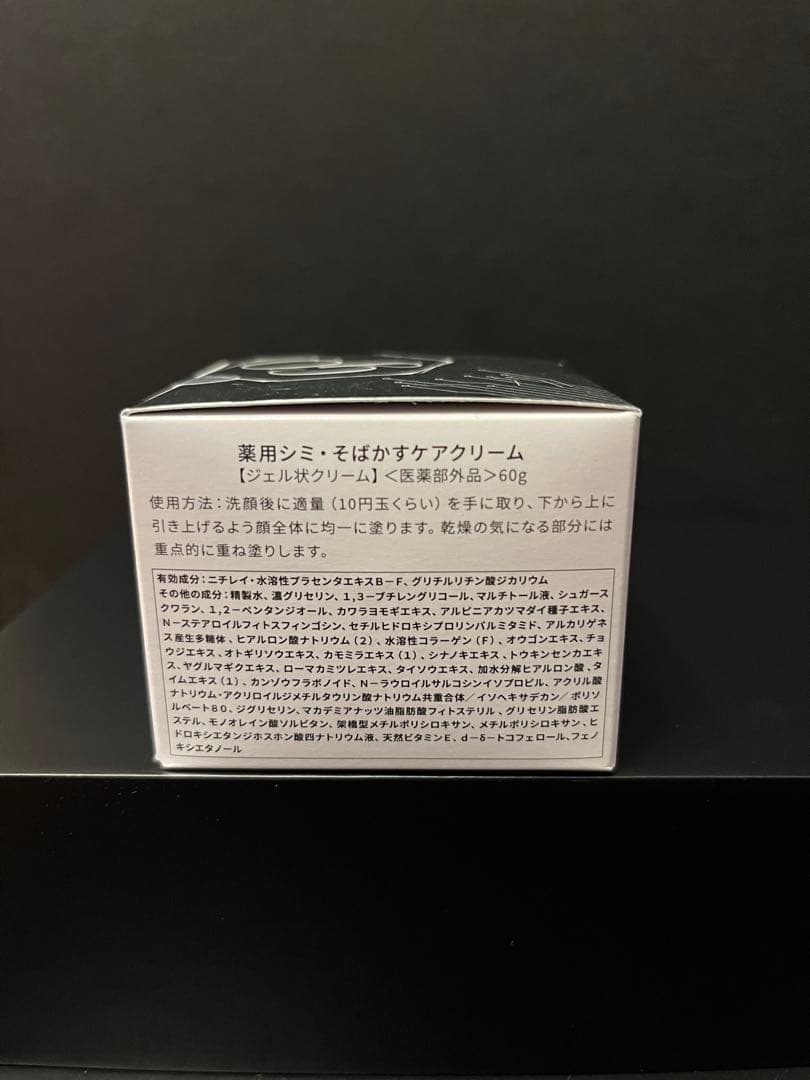 薬用シミ・そばかすケアクリーム
【ジェル状クリーム】<医薬部外品>60g
使用方法：洗顔後に適量（10円玉くらい）を手に取り、下から上に
引き上げるよう顔全体に均一に塗ります。乾燥の気になる部分には
重点的に重ね塗りします。
有効成分：ニチレイ・水溶性プラセンタエキスB－F、グリチルリチン酸ジカリウム
その他の成分：精製水、濃グリセリン、1,3－ブチレングリコール、マルチトール液、シュガース
クワラン、1,2－ペンタンジオール、カワラヨモギエキス、アルピニアカツマダイ種子エキス、
N－ステアロイルフィトスフィンゴシン、セチルヒドロキシプロリンパルミタミド、アルカリゲネ
ス産生多糖体、ヒアルロン酸ナトリウム（2）、水溶性コラーゲン（F）、オウゴンエキス、チョ
ウジエキス、オトギリソウエキス、カモミラエキス（1）、シナノキエキス、トウキンセンカエキ
ス、ヤグルマギクエキス、ローマカミツレエキス、タイソウエキス、加水分解ヒアルロン酸、タ
イムエキス（1）、カンゾウフラボノイド、N－ラウロイルサルコシンイソプロピル、アクリル酸
ナトリウム・アクリロイルジメチルタウリン酸ナトリウム共重合体／イソヘキサデカン／ポリソ
ルベート80、ジグリセリン、マカデミアナッツ油脂肪酸フィトステリル、グリセリン脂肪酸エ
ステル、モノオレイン酸ソルビタン、架橋型メチルポリシロキサン、メチルポリシロキサン、ヒ
ドロキシエタンジホスホン酸四ナトリウム液、天然ビタミンE、d－δ－トコフェロール、フェノ
キシエタノール